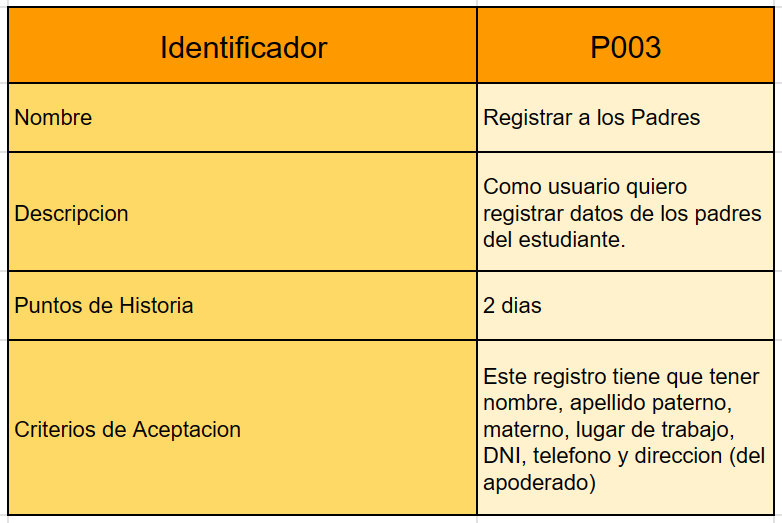 Identificador
P003
Nombre
Registrar a los Padres
Descripcion
Como usuario quiero
registrar datos de los padres
del estudiante.
Puntos de Historia
2 dias
Criterios de Aceptacion
Este registro tiene que tener
nombre, apellido paterno,
materno, lugar de trabajo,
DNI, telefono y direccion (del
apoderado)